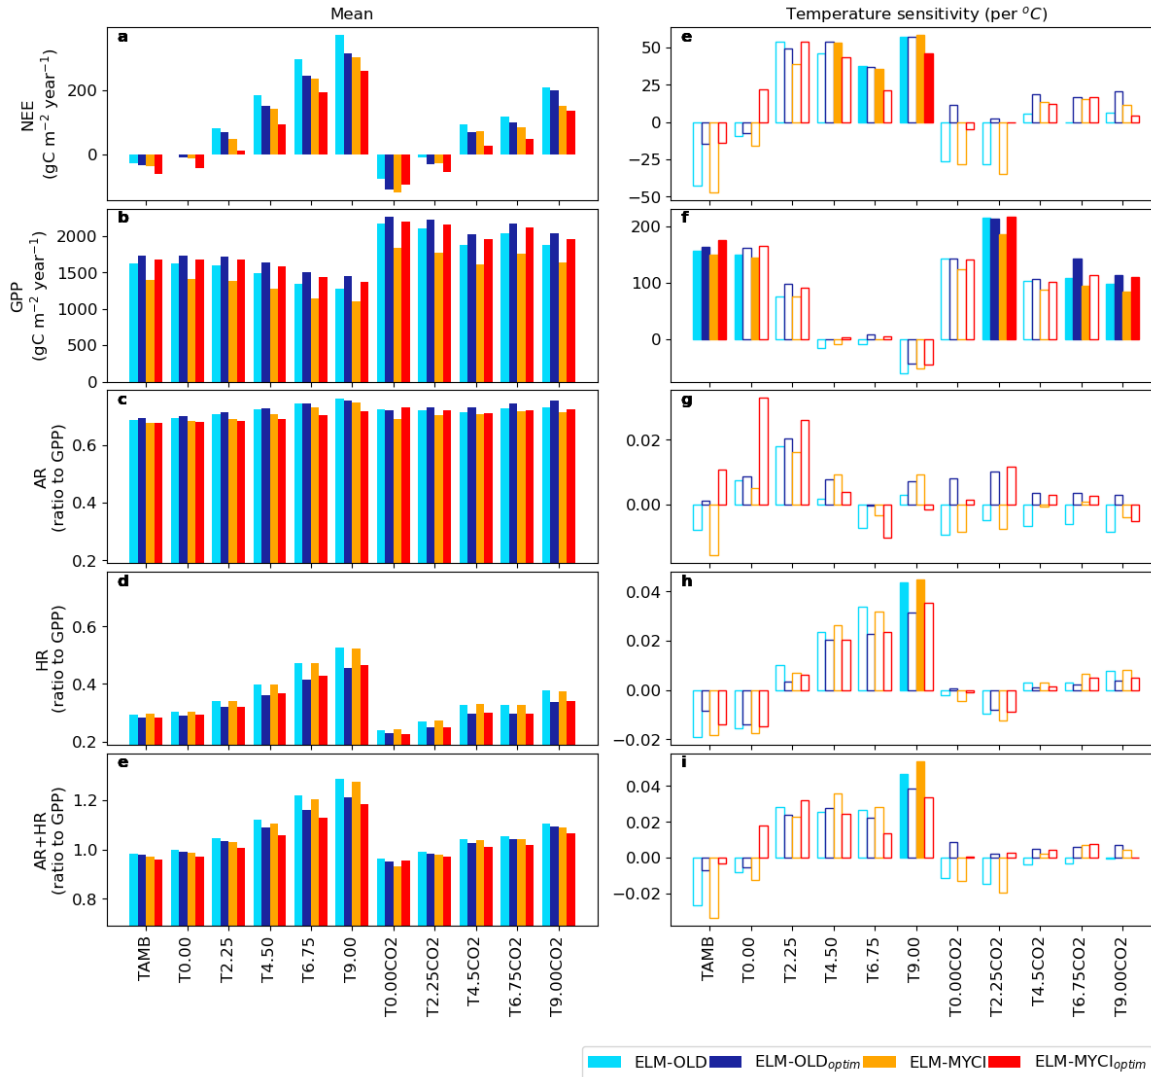 Mean
Temperature sensitivity (per °C)
a
NEE
(gC m⁻² year⁻¹)
200
0
e
50
25
0
−25
−50
b
GPP
(gC m⁻² year⁻¹)
2000
1500
1000
500
0
f
200
100
0
c
AR
(ratio to GPP)
0.6
0.4
0.2
g
0.02
0.00
d
HR
(ratio to GPP)
0.6
0.4
0.2
h
0.04
0.02
0.00
−0.02
e
AR+HR
(ratio to GPP)
1.2
1.0
0.8
i
0.04
0.02
0.00
−0.02
TAMB
T0.00
T2.25
T4.50
T6.75
T9.00
T0.00CO2
T2.25CO2
T4.5CO2
T6.75CO2
T9.00CO2
TAMB
T0.00
T2.25
T4.50
T6.75
T9.00
T0.00CO2
T2.25CO2
T4.5CO2
T6.75CO2
T9.00CO2
ELM-OLD ELM-OLDoptim ELM-MYCI ELM-MYCIoptim